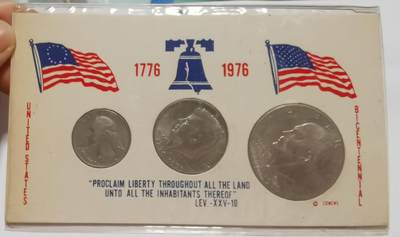 1776 1976
UNITED STATES
BICENTENNIAL
"PROCLAIM LIBERTY THROUGHOUT ALL THE LAND
UNTO ALL THE INHABITANTS THEREOF"
LEV.-XXV-10